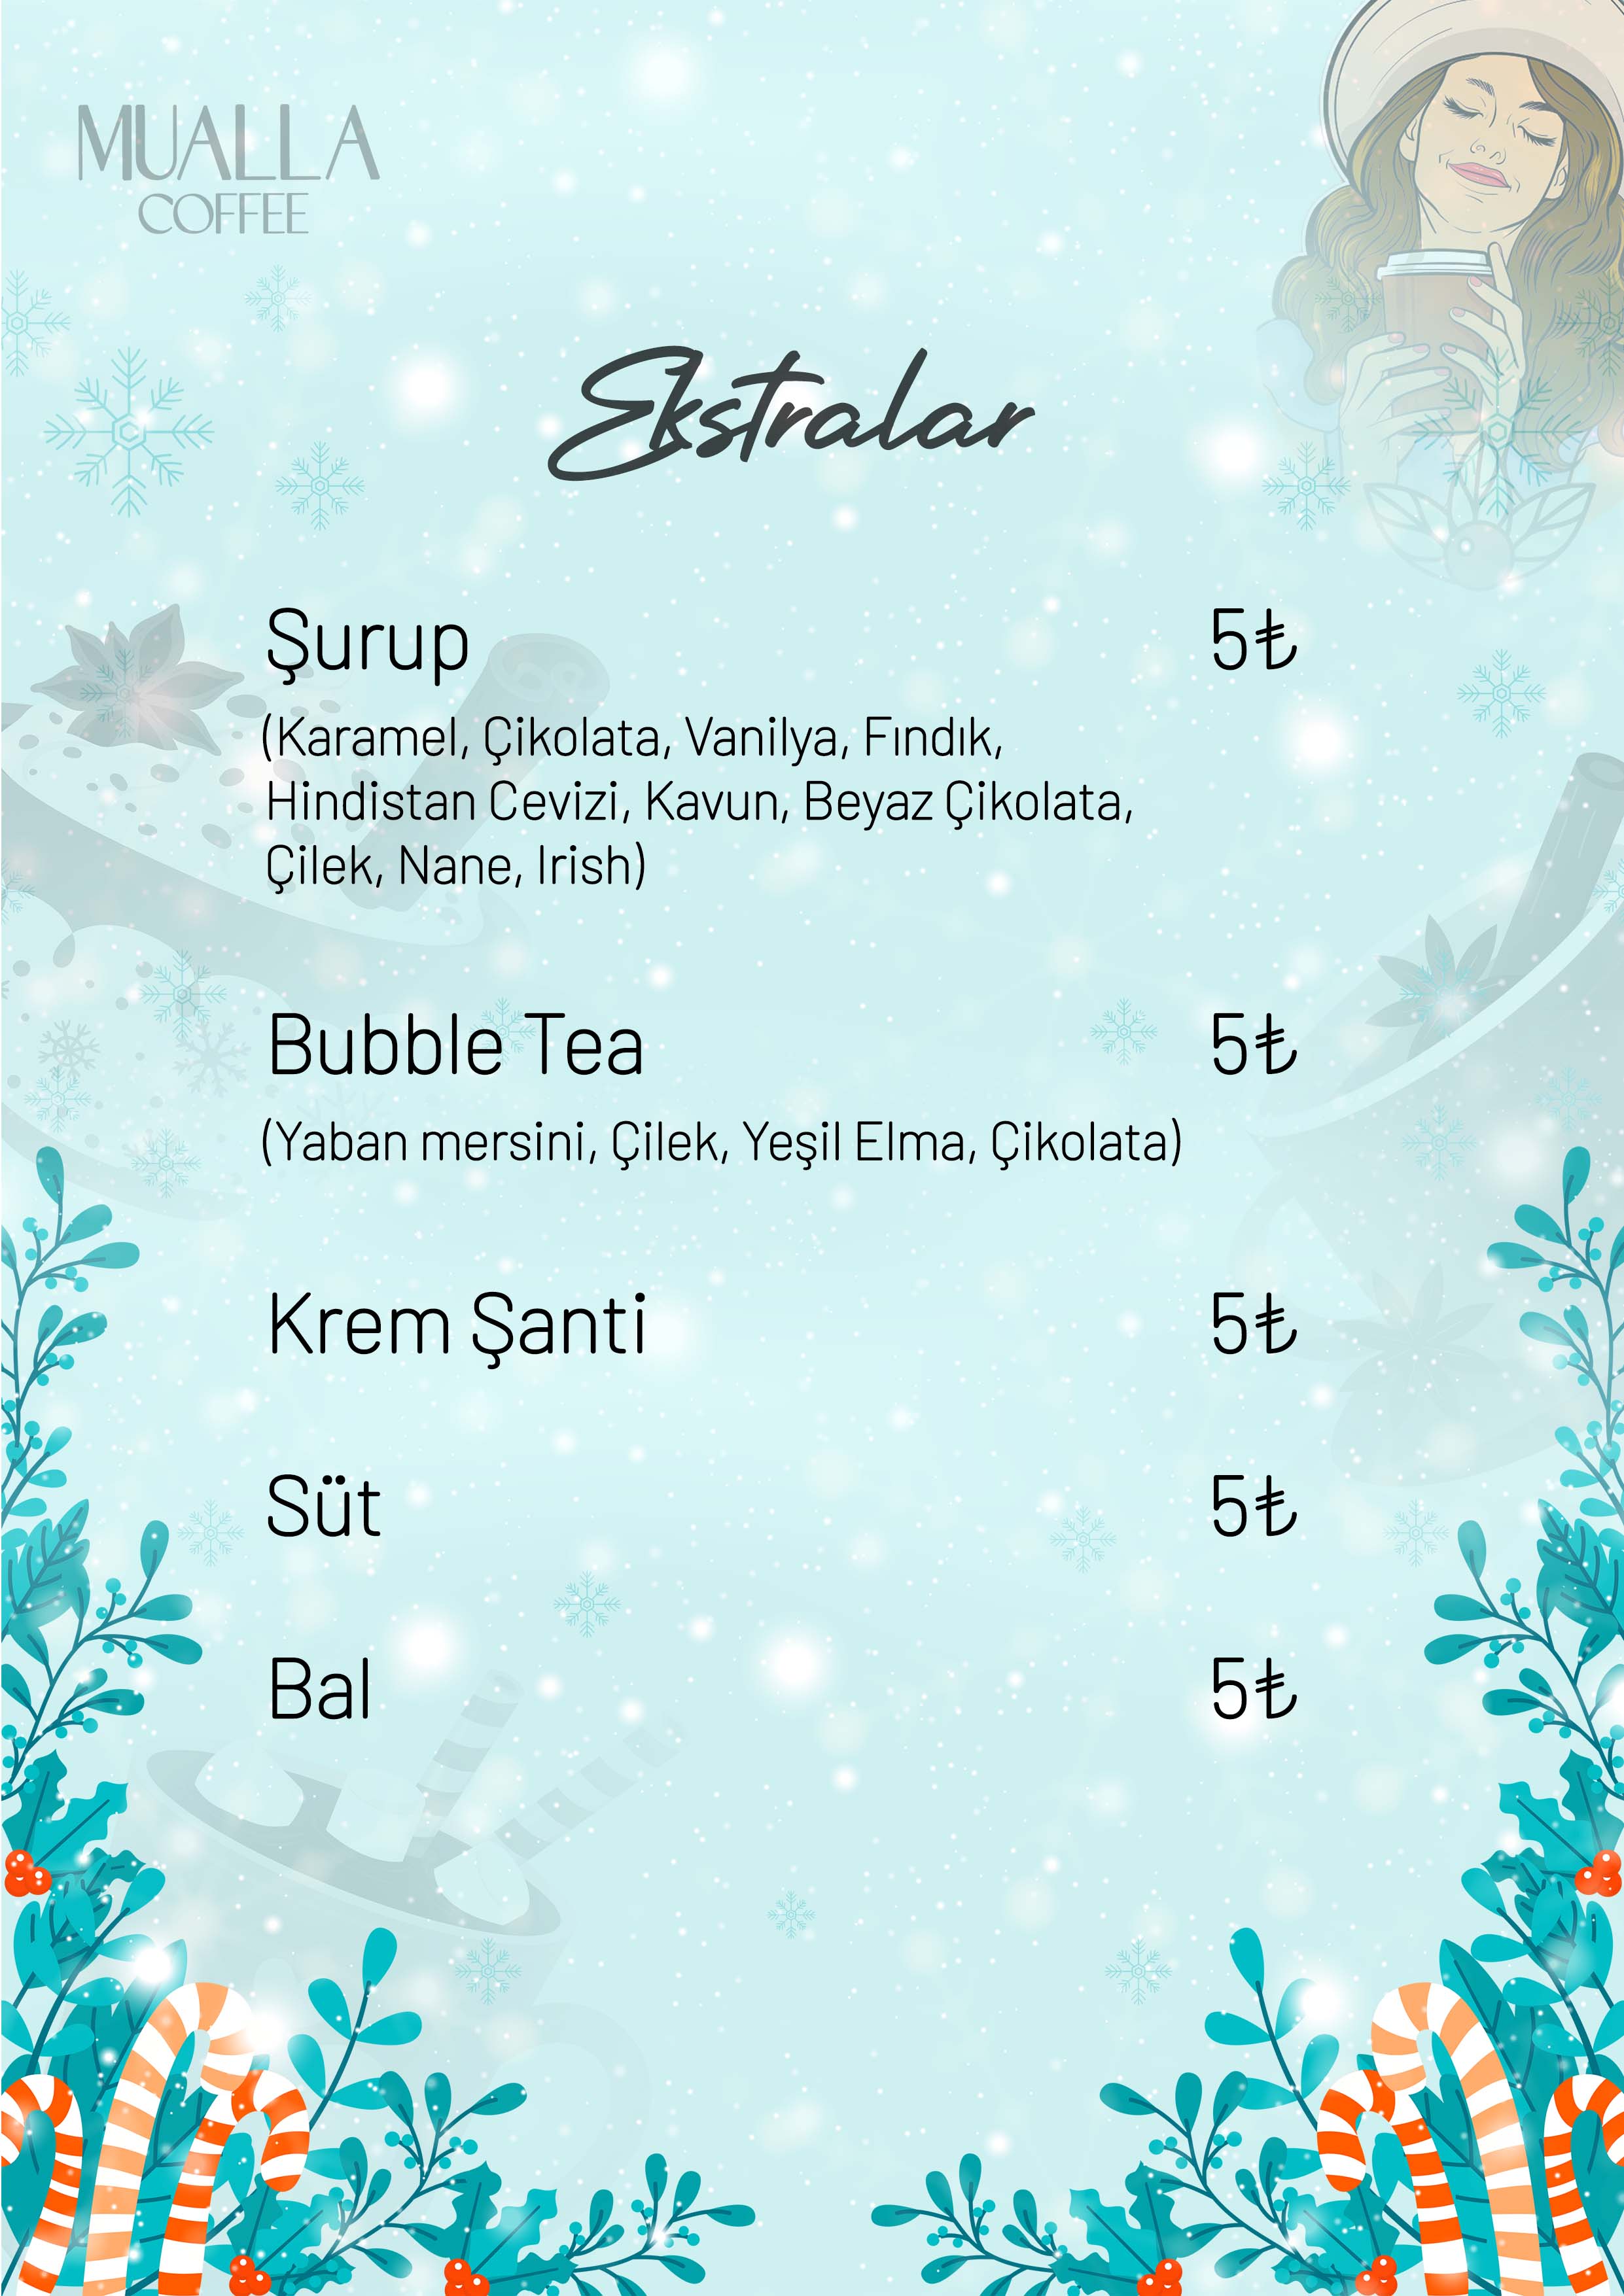 MUALLA
COFFEE
Ekstralar
Şurup 5₺
(Karamel, Çikolata, Vanilya, Fındık,
Hindistan Cevizi, Kavun, Beyaz Çikolata,
Çilek, Nane, Irish)
Bubble Tea 5₺
(Yaban mersini, Çilek, Yeşil Elma, Çikolata)
Krem Şanti 5₺
Süt 5₺
Bal 5₺